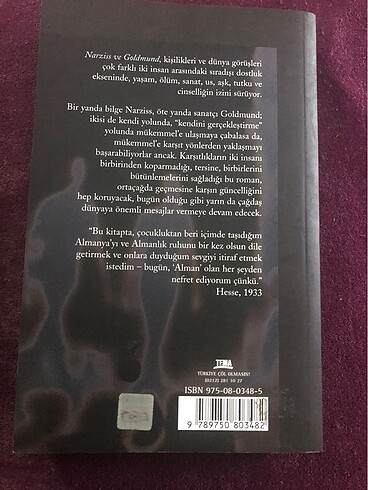 Narziss ve Goldmund, kişilikleri ve dünya görüşleri
çok farklı iki insan arasındaki sıradışı dostluk
ekseninde, yaşam, ölüm, sanat, us, aşk, tutku ve
cinselliğin izini sürüyor.
Bir yanda bilge Narziss, öte yanda sanatçı Goldmund;
ikisi de kendi yolunda, “kendini gerçekleştirme”
yolunda mükemmel’e ulaşmaya çabalasa da,
mükemmel’e karşıt yönlerden yaklaşmayı
başarabiliyorlar ancak. Karşıtlıkların iki insanı
birbirinden koparmadığı, tersine, birbirlerini
bütünlemelerini sağladığı bu roman,
ortaçağda geçmesine karşın güncelliğini
hep koruyacak, bugün olduğu gibi yarın da çağdaş
dünyaya önemli mesajlar vermeye devam edecek.
“Bu kitapta, çocukluktan beri içimde taşıdığım
Almanya’yı ve Almanlık ruhunu bir kez olsun dile
getirmek ve onlara duyduğum sevgiyi itiraf etmek
istedim – bugün, ‘Alman’ olan her şeyden
nefret ediyorum çünkü.”
Hesse, 1933
TEMA
TÜRKİYE ÇÖL OLMASIN!
(0212) 281 10 27
ISBN 975-08-0348-5
9 789750 803482